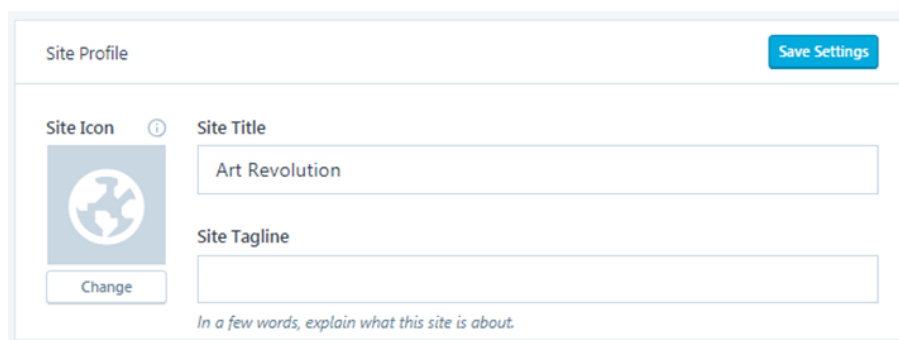 Site Profile
Save Settings
Site Icon
Site Title
Art Revolution
Site Tagline
Change
In a few words, explain what this site is about.